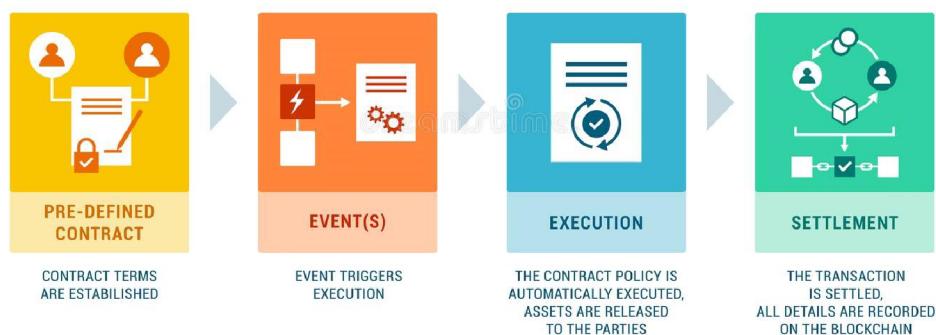 PRE-DEFINED
CONTRACT
CONTRACT TERMS
ARE ESTABILISHED
EVENT(S)
EVENT TRIGGERS
EXECUTION
EXECUTION
THE CONTRACT POLICY IS
AUTOMATICALLY EXECUTED,
ASSETS ARE RELEASED
TO THE PARTIES
SETTLEMENT
THE TRANSACTION
IS SETTLED,
ALL DETAILS ARE RECORDED
ON THE BLOCKCHAIN